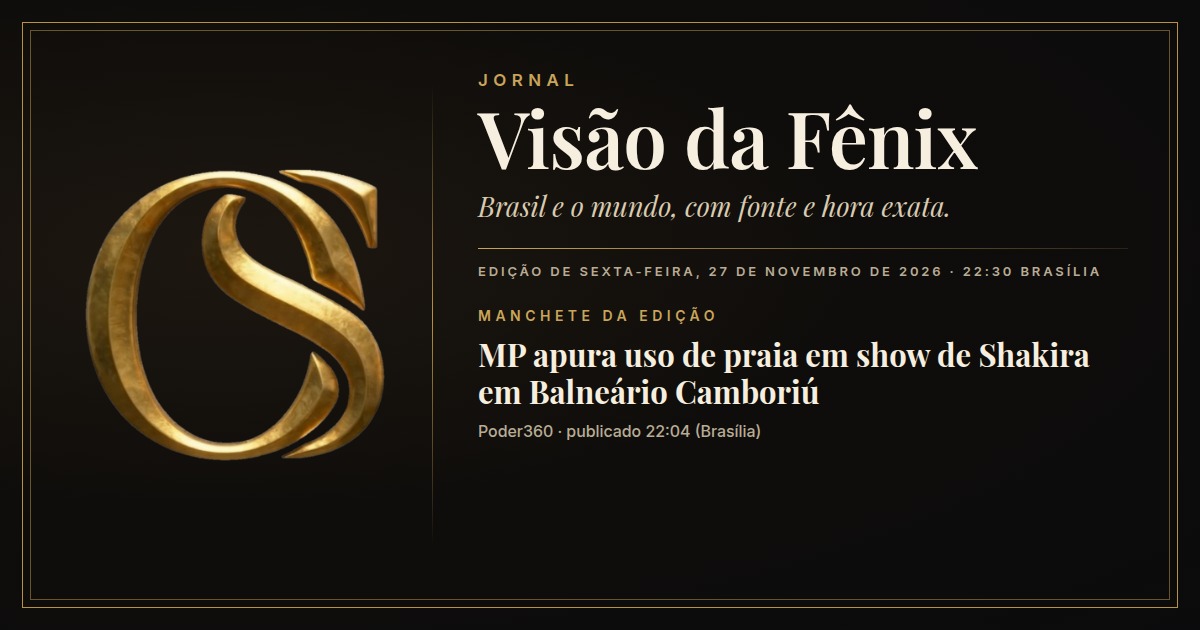 CS
JORNAL
Visão da Fênix
Brasil e o mundo, com fonte e hora exata.
EDIÇÃO DE SEXTA-FEIRA, 27 DE NOVEMBRO DE 2026 · 22:30 BRASÍLIA
MANCHETE DA EDIÇÃO
MP apura uso de praia em show de Shakira
em Balneário Camboriú
Poder360 · publicado 22:04 (Brasília)